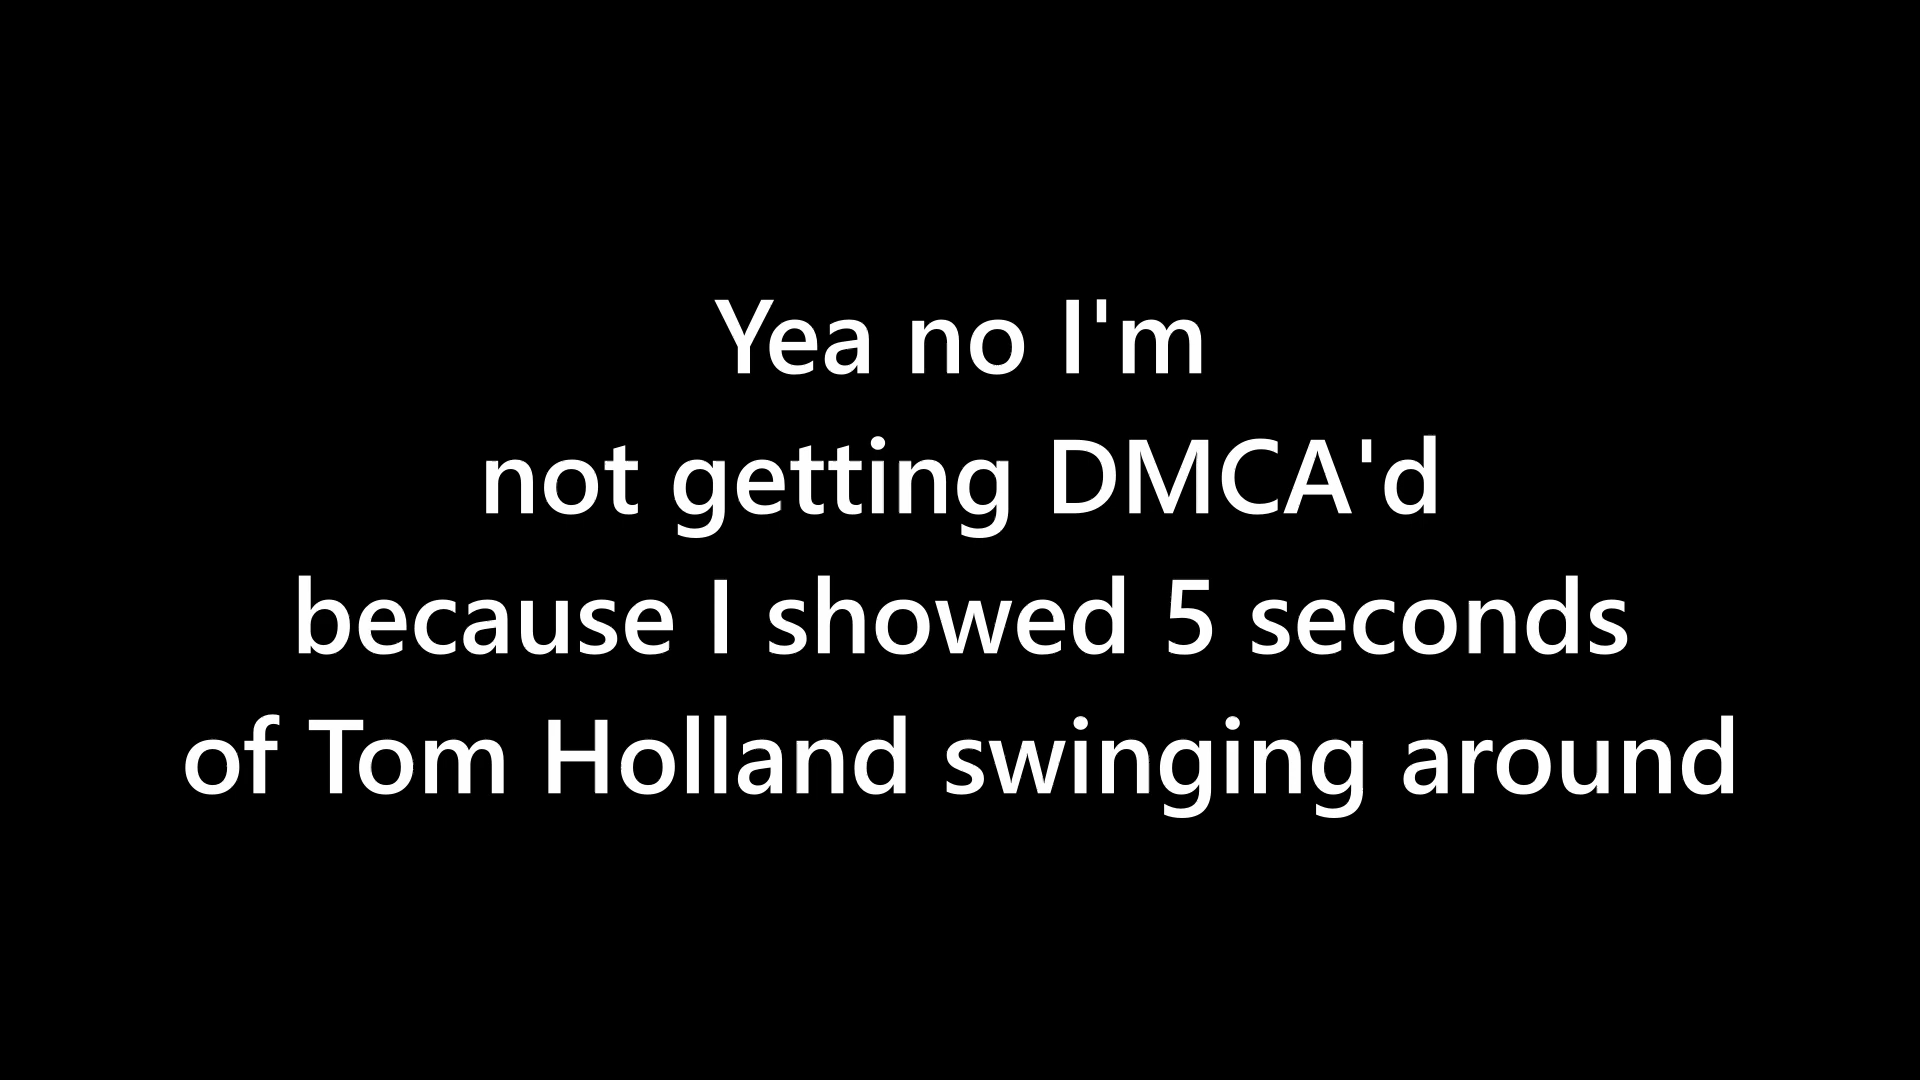 Yea no I'm
not getting DMCA'd
because I showed 5 seconds
of Tom Holland swinging around